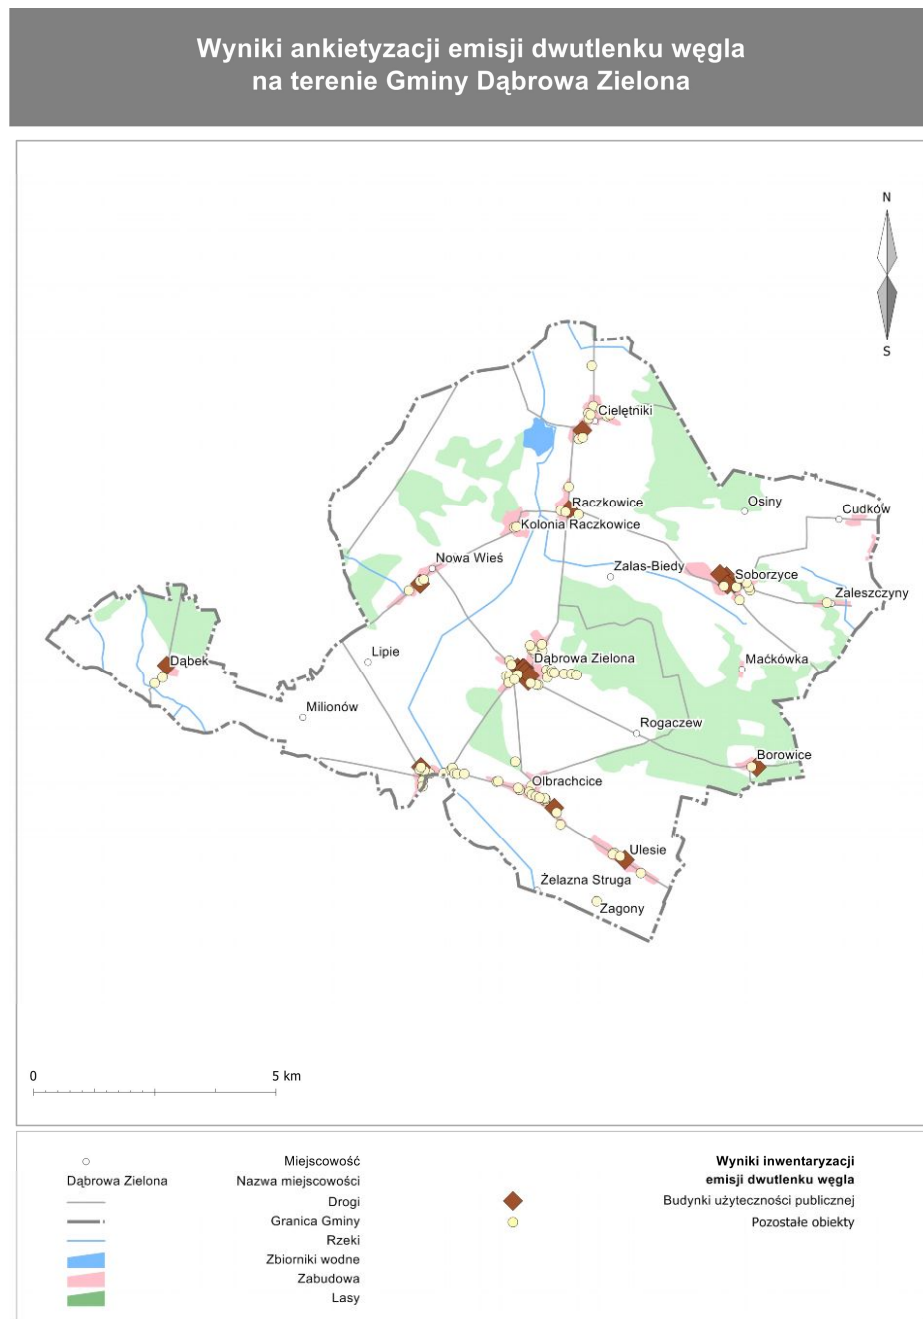 Wyniki ankietyzacji emisji dwutlenku węgla
na terenie Gminy Dąbrowa Zielona
N
S
Cielętniki
Raczkowice
Osiny
Cudków
Kolonia Raczkowice
Nowa Wieś
Zalas-Biedy
Soborzyce
Zaleszczyny
Dąbek
Lipie
Dąbrowa Zielona
Maćkówka
Milionów
Rogaczew
Borowice
Olbrachcice
Ulesie
Żelazna Struga
Zagony
0 5 km
Miejscowość
Dąbrowa Zielona Nazwa miejscowości
Drogi
Granica Gminy
Rzeki
Zbiorniki wodne
Zabudowa
Lasy
Wyniki inwentaryzacji
emisji dwutlenku węgla
Budynki użyteczności publicznej
Pozostałe obiekty